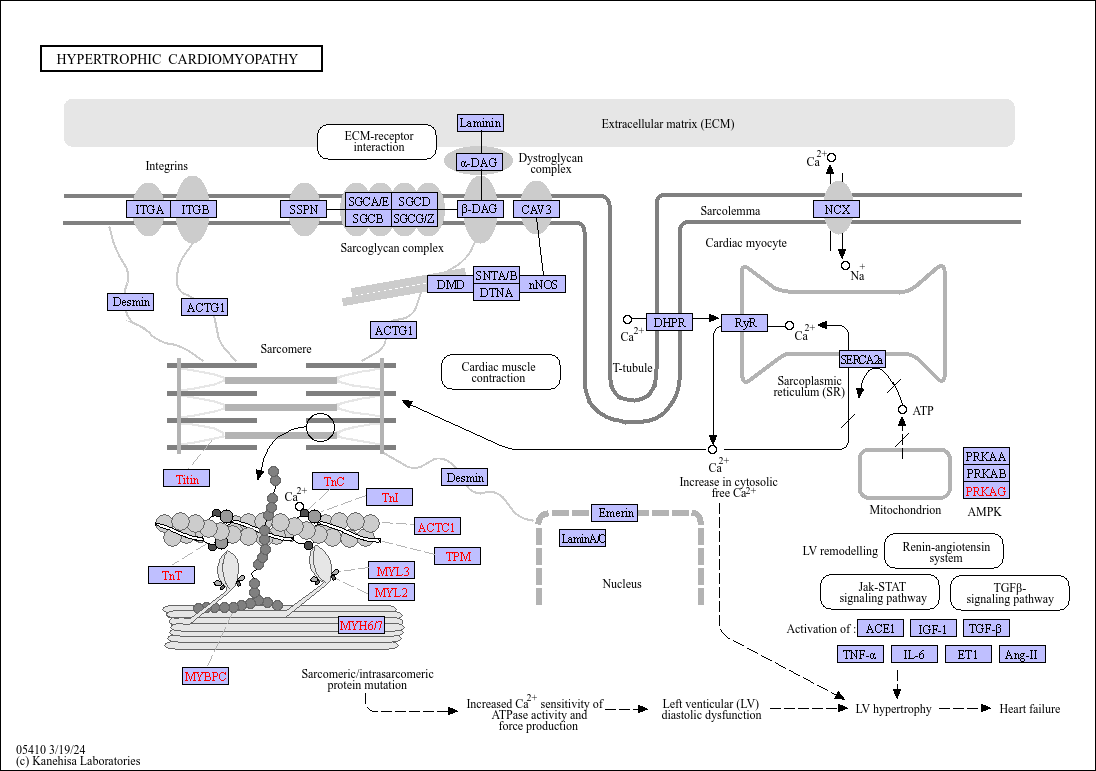 HYPERTROPHIC CARDIOMYOPATHY
Extracellular matrix (ECM)
Laminin
ECM-receptor
interaction
α-DAG
Dystroglycan
complex
Integrins
Ca2+
ITGA
ITGB
SSPN
SGCA/E
SGCD
SGCB
SGCG/Z
β-DAG
CAV3
Sarcolemma
NCX
Sarcoglycan complex
Cardiac myocyte
Na+
DMD
SNTA/B
DTNA
nNOS
Desmin
ACTG1
ACTG1
Ca2+
DHPR
RyR
Ca2+
Sarcomere
Cardiac muscle
contraction
T-tubule
SERCA2a
Sarcoplasmic
reticulum (SR)
ATP
Ca2+
Increase in cytosolic
free Ca2+
Mitochondrion
PRKAA
PRKAB
PRKAG
AMPK
Titin
TnC
Ca2+
TnI
Desmin
ACTC1
TPM
TnT
MYL3
MYL2
MYH6/7
MYBPC
Emerin
LaminA/C
Nucleus
LV remodelling
Renin-angiotensin
system
Jak-STAT
signaling pathway
TGFβ-
signaling pathway
Activation of :
ACE1
IGF-1
TGF-β
TNF-α
IL-6
ET1
Ang-II
Sarcomeric/intrasarcomeric
protein mutation
Increased Ca2+ sensitivity of
ATPase activity and
force production
Left venticular (LV)
diastolic dysfunction
LV hypertrophy
Heart failure
05410 3/19/24
(c) Kanehisa Laboratories